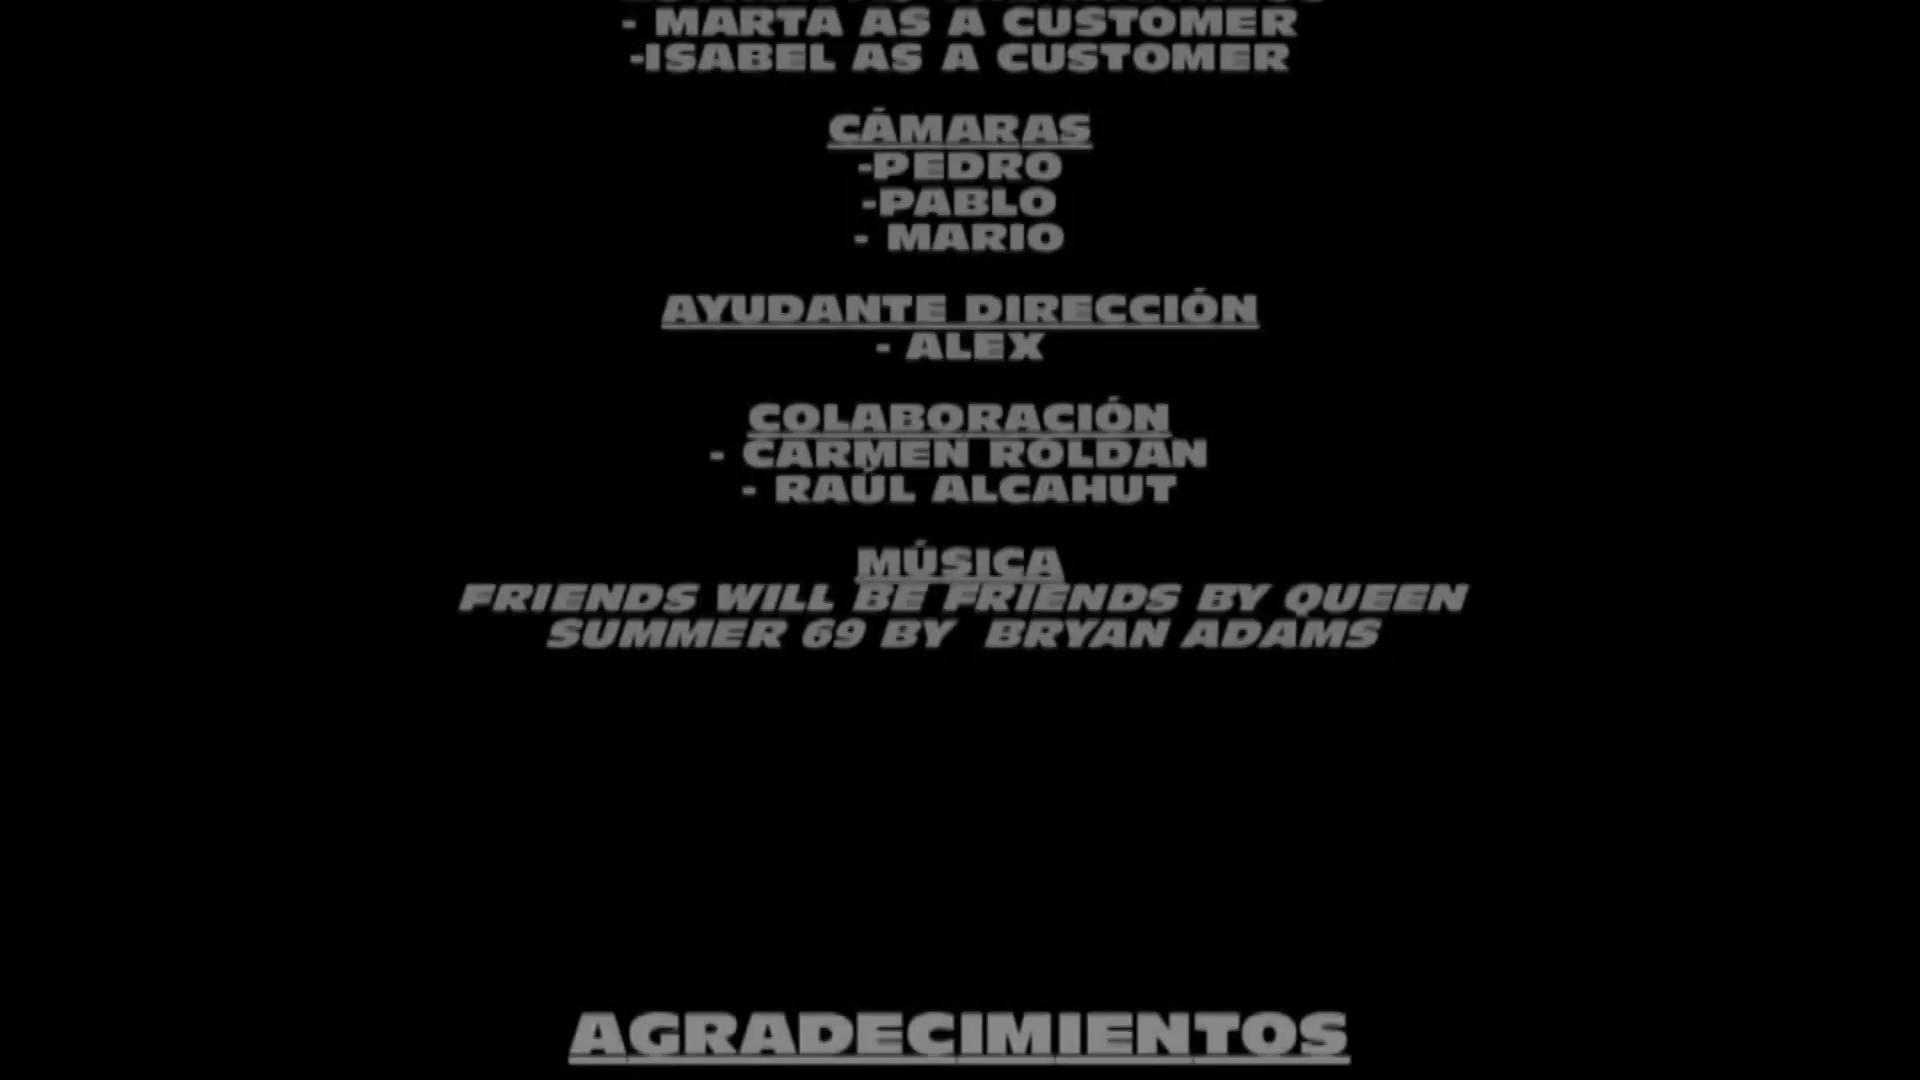 - MARTA AS A CUSTOMER
-ISABEL AS A CUSTOMER
CÁMARAS
-PEDRO
-PABLO
- MARIO
AYUDANTE DIRECCIÓN
- ALEX
COLABORACIÓN
- CARMEN ROLDÁN
- RAÚL ALCAHUT
MÚSICA
FRIENDS WILL BE FRIENDS BY QUEEN
SUMMER 69 BY BRYAN ADAMS
AGRADECIMIENTOS